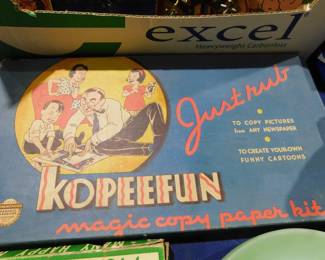 excel
Heavyweight Carbonless
Just rub
TO COPY PICTURES
from ANY NEWSPAPER
TO CREATE YOUR OWN
FUNNY CARTOONS
KOPEEFUN
magic copy paper kit